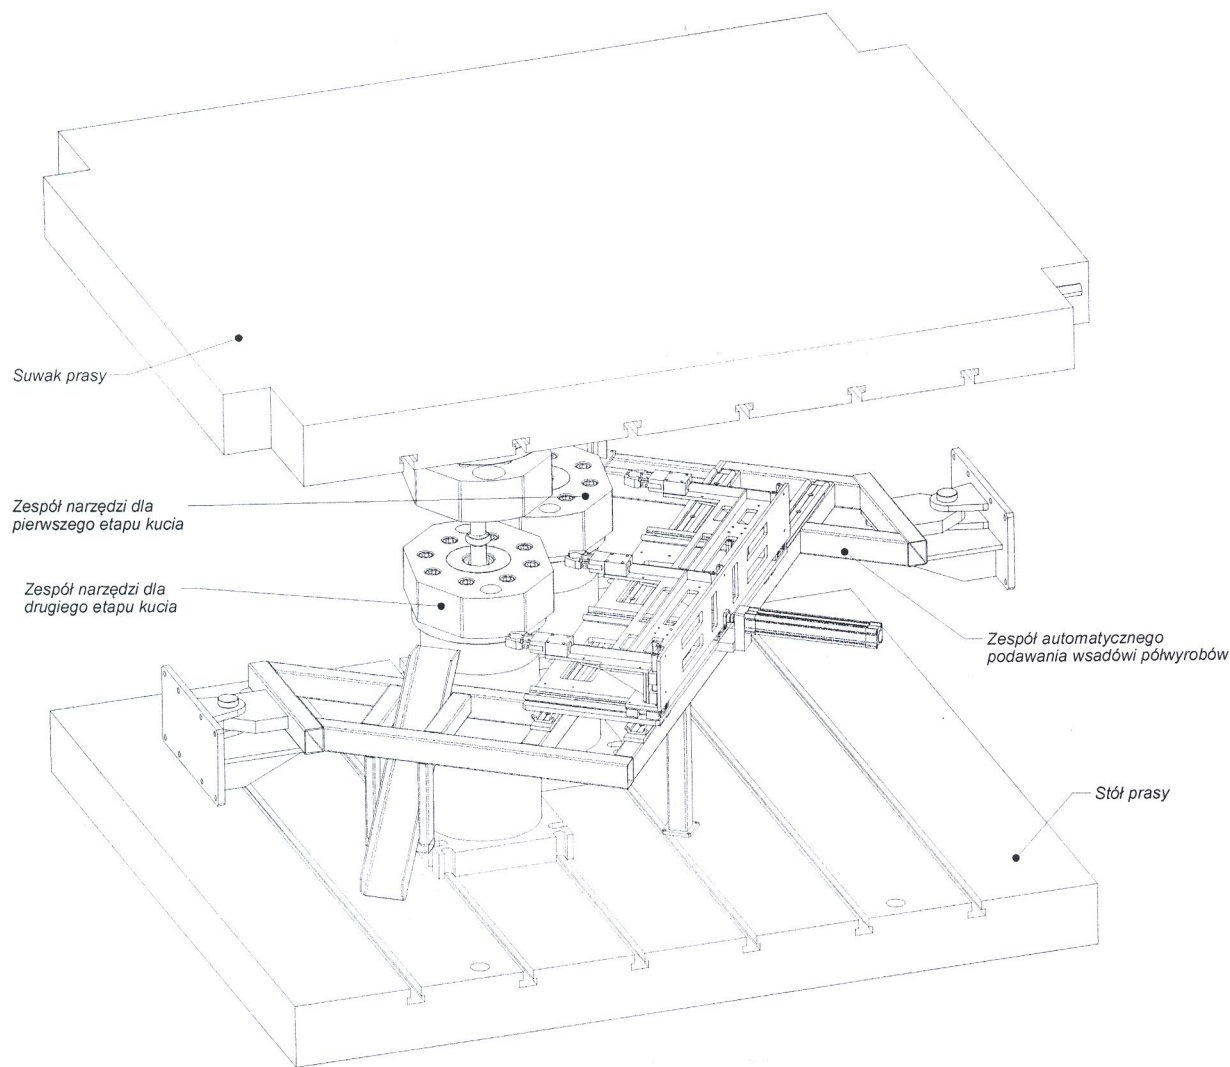 Suwak prasy
Zespół narzędzi dla
pierwszego etapu kucia
Zespół narzędzi dla
drugiego etapu kucia
Zespół automatycznego
podawania wsadówi półwyrobów
Stół prasy